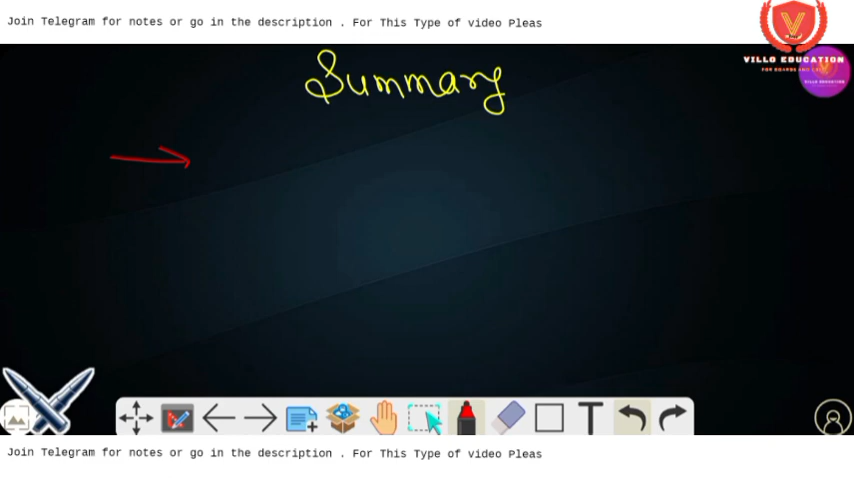 Join Telegram for notes or go in the description . For This Type of video Pleas
VILLO EDUCATION
Summary
T
Join Telegram for notes or go in the description . For This Type of video Pleas